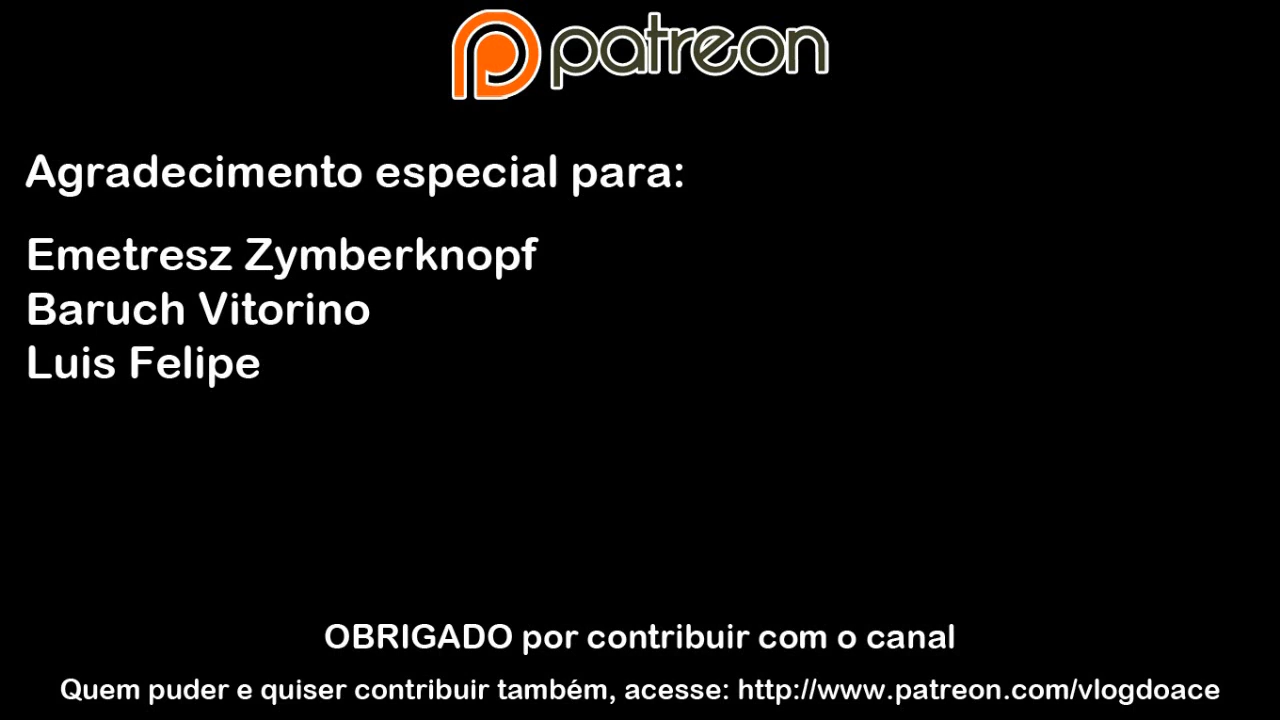 patreon
Agradecimento especial para:
Emetresz Zymberknopf
Baruch Vitorino
Luis Felipe
OBRIGADO por contribuir com o canal
Quem puder e quiser contribuir também, acesse: http://www.patreon.com/vlogdoace